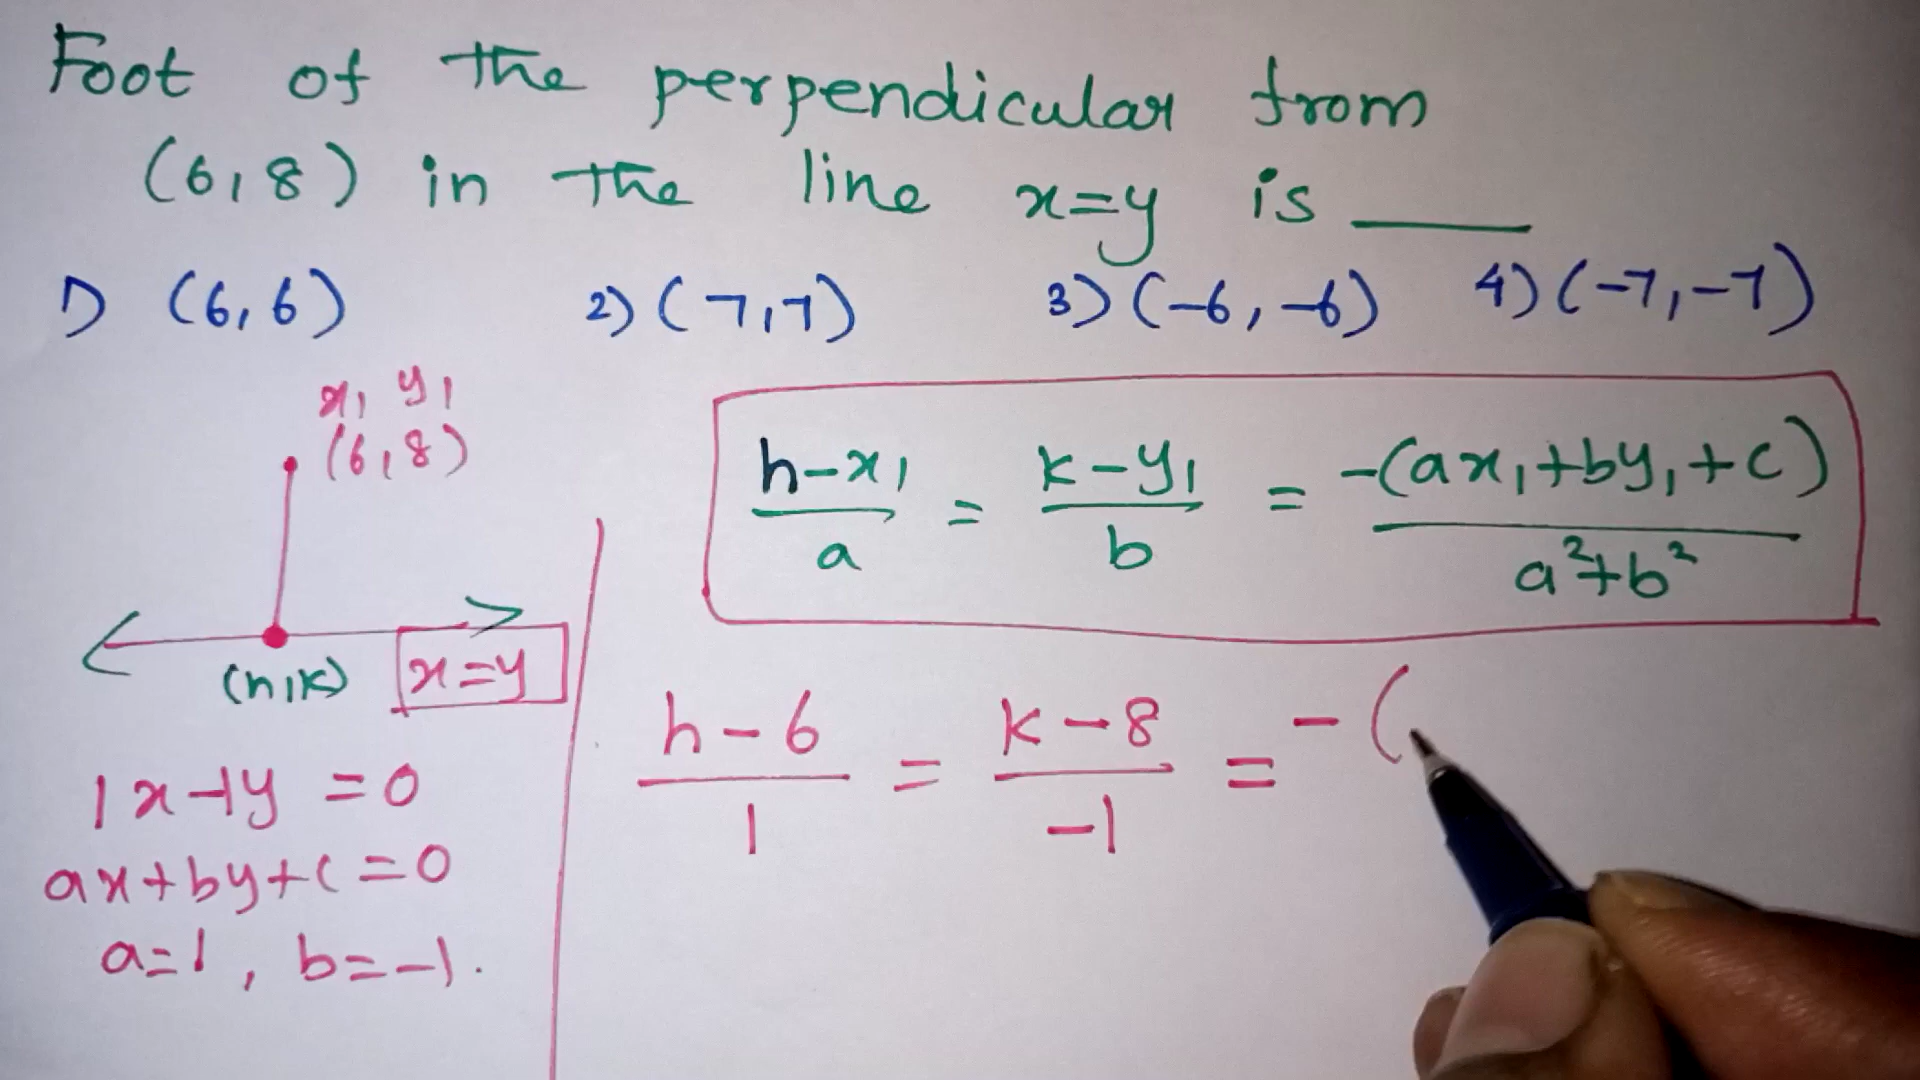 Foot of the perpendicular from
(6,8) in the line x=y is ____
1) (6,6) 2) (7,7) 3) (-6,-6) 4) (-7,-7)
x₁ y₁
(6,8)
(h,k) x=y
1x-1y=0
ax+by+c=0
a=1, b=-1.
(h-x₁)/a = (k-y₁)/b = -(ax₁+by₁+c)/(a²+b²)
(h-6)/1 = (k-8)/-1 = -(